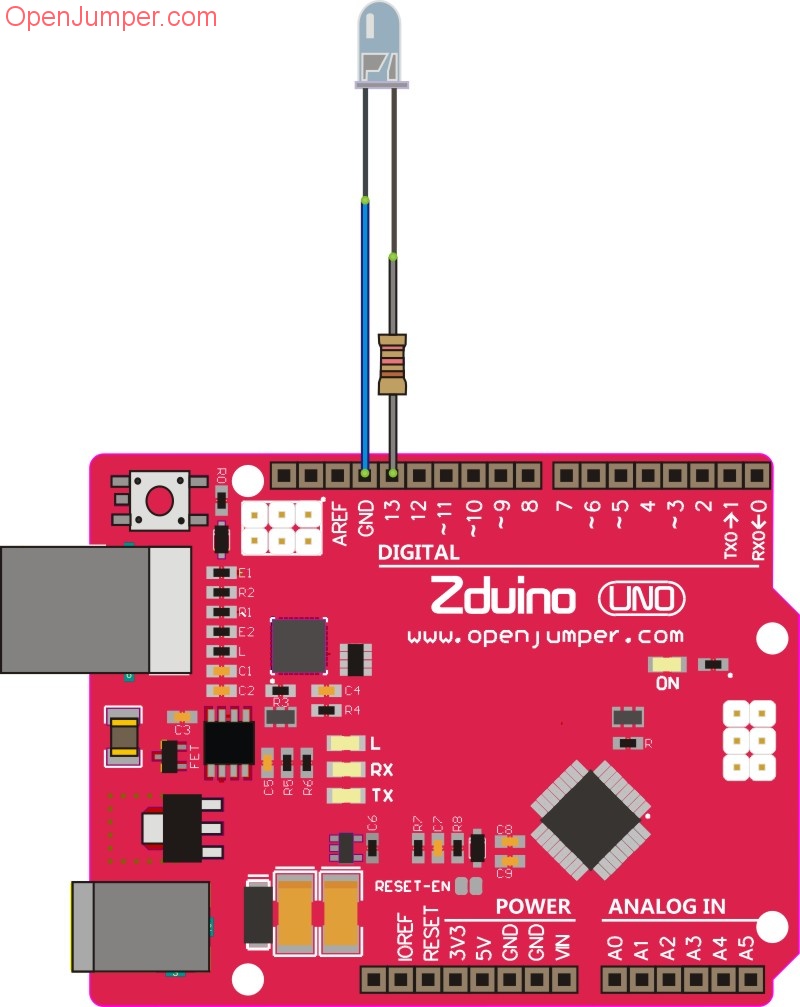 OpenJumper.com
RO
AREF
GND
13
12
~11
~10
~9
8
7
~6
~5
4
~3
2
TX0→1
RX0←0
DIGITAL
Zduino UNO
www.openjumper.com
ON
E1
R2
R1
E2
L
C1
C2
R3
C4
R4
C3
FET
C5
R5
R6
L
RX
TX
R
C6
R7
C7
R8
C8
C9
RESET-EN
POWER
ANALOG IN
IOREF
RESET
3V3
5V
GND
GND
VIN
A0
A1
A2
A3
A4
A5